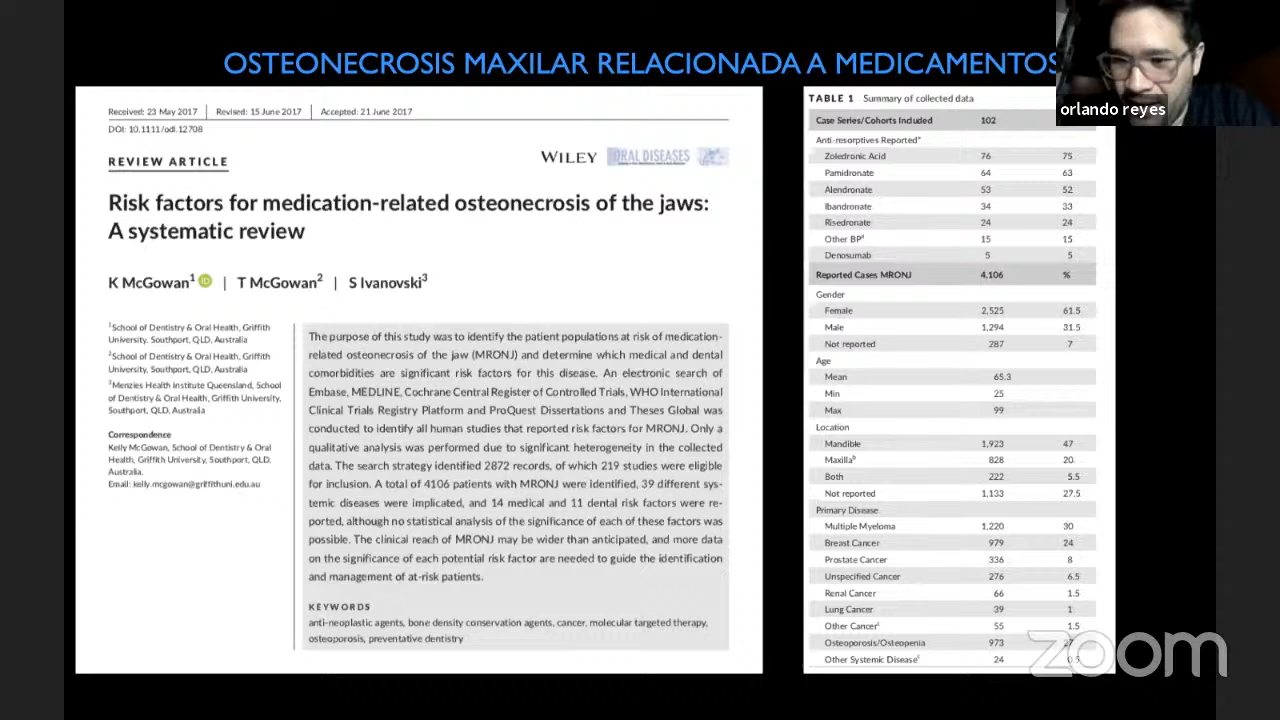 OSTEONECROSIS MAXILAR RELACIONADA A MEDICAMENTOS
orlando reyes
Received: 23 May 2017 | Revised: 15 June 2017 | Accepted: 21 June 2017
DOI: 10.1111/odi.12708
REVIEW ARTICLE
WILEY ORAL DISEASES
Risk factors for medication-related osteonecrosis of the jaws:
A systematic review
K McGowan1 iD | T McGowan2 | S Ivanovski3
1School of Dentistry & Oral Health, Griffith
University, Southport, QLD, Australia
2School of Dentistry & Oral Health, Griffith
University, Southport, QLD, Australia
3Menzies Health Institute Queensland, School
of Dentistry & Oral Health, Griffith University,
Southport, QLD, Australia
Correspondence
Kelly McGowan, School of Dentistry & Oral
Health, Griffith University, Southport, QLD,
Australia.
Email: kelly.mcgowan@griffithuni.edu.au
The purpose of this study was to identify the patient populations at risk of medication-
related osteonecrosis of the jaw (MRONJ) and determine which medical and dental
comorbidities are significant risk factors for this disease. An electronic search of
Embase, MEDLINE, Cochrane Central Register of Controlled Trials, WHO International
Clinical Trials Registry Platform and ProQuest Dissertations and Theses Global was
conducted to identify all human studies that reported risk factors for MRONJ. Only a
qualitative analysis was performed due to significant heterogeneity in the collected
data. The search strategy identified 2872 records, of which 219 studies were eligible
for inclusion. A total of 4106 patients with MRONJ were identified, 39 different sys-
temic diseases were implicated, and 14 medical and 11 dental risk factors were re-
ported, although no statistical analysis of the significance of each of these factors was
possible. The clinical reach of MRONJ may be wider than anticipated, and more data
on the significance of each potential risk factor are needed to guide the identification
and management of at-risk patients.
KEYWORDS
anti-neoplastic agents, bone density conservation agents, cancer, molecular targeted therapy,
osteoporosis, preventative dentistry
TABLE 1 Summary of collected data
Case Series/Cohorts Included 102
Anti-resorptives Reported*
Zoledronic Acid 76 75
Pamidronate 64 63
Alendronate 53 52
Ibandronate 34 33
Risedronate 24 24
Other BPa 15 15
Denosumab 5 5
Reported Cases MRONJ 4,106 %
Gender
Female 2,525 61.5
Male 1,294 31.5
Not reported 287 7
Age
Mean 65.3
Min 25
Max 99
Location
Mandible 1,923 47
Maxillab 828 20
Both 222 5.5
Not reported 1,133 27.5
Primary Disease
Multiple Myeloma 1,220 30
Breast Cancer 979 24
Prostate Cancer 336 8
Unspecified Cancer 276 6.5
Renal Cancer 66 1.5
Lung Cancer 39 1
Other Cancerc 55 1.5
Osteoporosis/Osteopenia 973 27
Other Systemic Diseasec 24 0.5
zoom